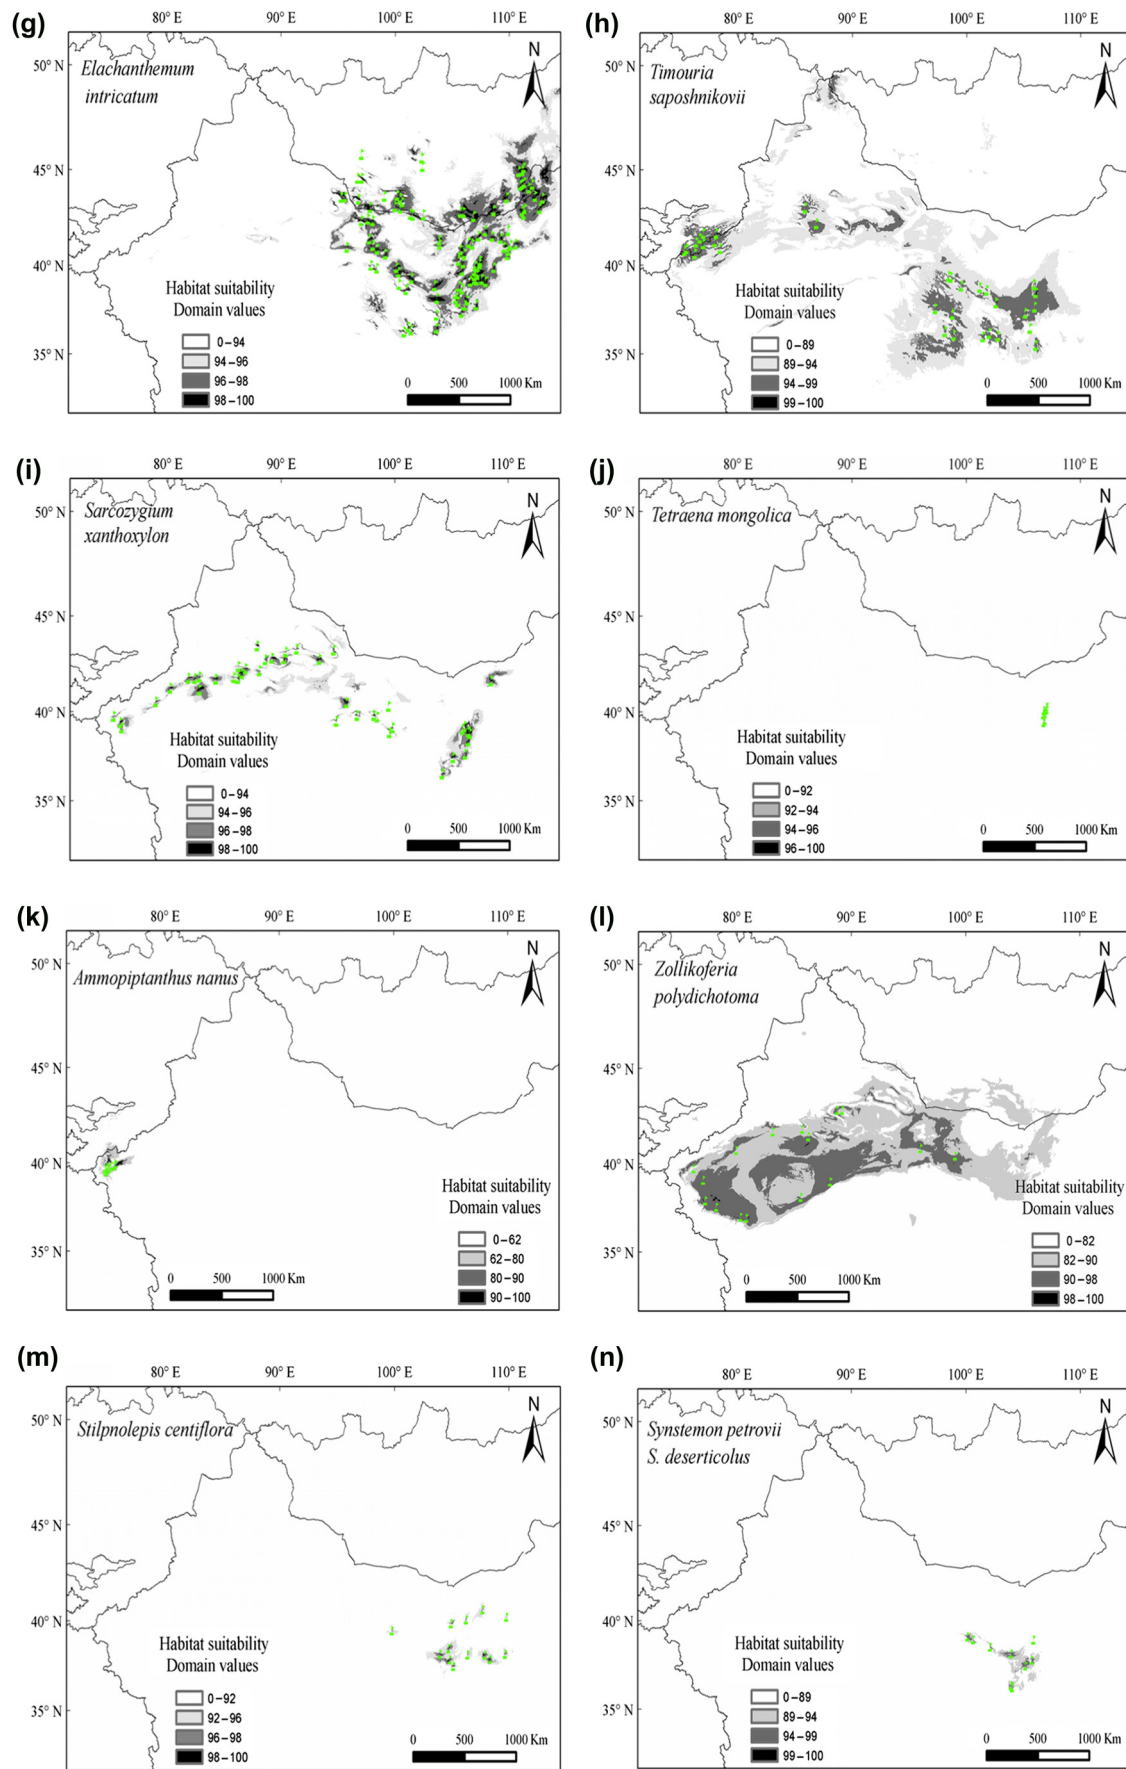 (g)
80° E 90° E 100° E 110° E
50° N
45° N
40° N
35° N
Elachanthemum
intricatum
N
Habitat suitability
Domain values
0–94
94–96
96–98
98–100
0 500 1000 Km
(h)
80° E 90° E 100° E 110° E
50° N
45° N
40° N
35° N
Timouria
saposhnikovii
N
Habitat suitability
Domain values
0–89
89–94
94–99
99–100
0 500 1000 Km
(i)
80° E 90° E 100° E 110° E
50° N
45° N
40° N
35° N
Sarcozygium
xanthoxylon
N
Habitat suitability
Domain values
0–94
94–96
96–98
98–100
0 500 1000 Km
(j)
80° E 90° E 100° E 110° E
50° N
45° N
40° N
35° N
Tetraena mongolica
N
Habitat suitability
Domain values
0–92
92–94
94–96
96–100
0 500 1000 Km
(k)
80° E 90° E 100° E 110° E
50° N
45° N
40° N
35° N
Ammopiptanthus nanus
N
Habitat suitability
Domain values
0–62
62–80
80–90
90–100
0 500 1000 Km
(l)
80° E 90° E 100° E 110° E
50° N
45° N
40° N
35° N
Zollikoferia
polydichotoma
N
Habitat suitability
Domain values
0–82
82–90
90–98
98–100
0 500 1000 Km
(m)
80° E 90° E 100° E 110° E
50° N
45° N
40° N
35° N
Stilpnolepis centiflora
N
Habitat suitability
Domain values
0–92
92–96
96–98
98–100
0 500 1000 Km
(n)
80° E 90° E 100° E 110° E
50° N
45° N
40° N
35° N
Synstemon petrovii
S. deserticolus
N
Habitat suitability
Domain values
0–89
89–94
94–99
99–100
0 500 1000 Km